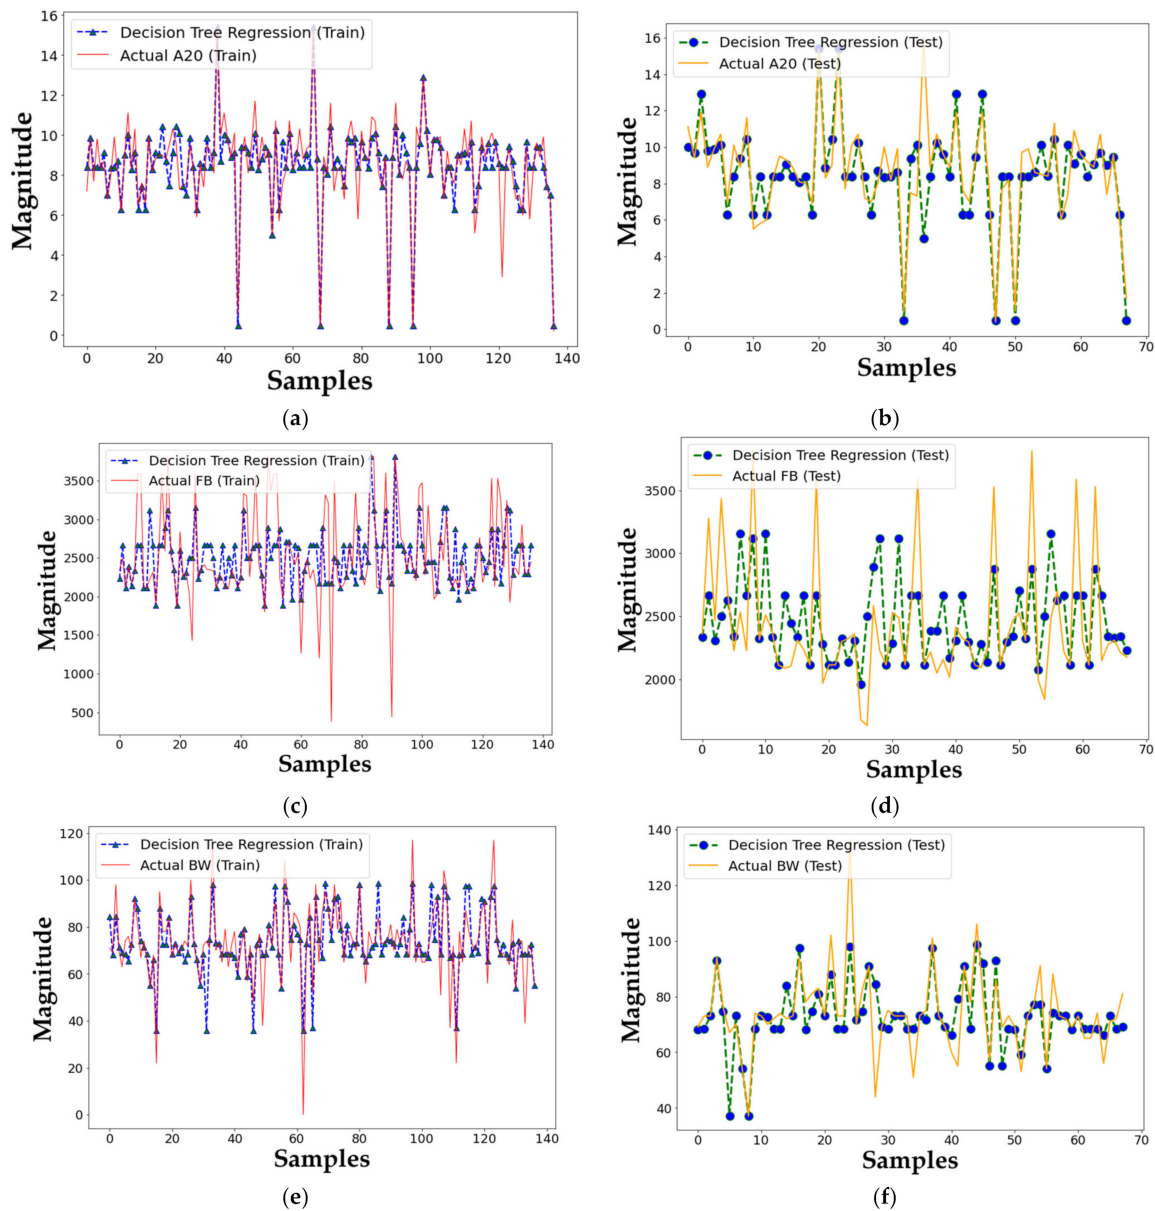 16
14
12
10
8
6
4
2
0
Magnitude
Decision Tree Regression (Train)
Actual A20 (Train)
0 20 40 60 80 100 120 140
Samples
(a)
16
14
12
10
8
6
4
2
0
Magnitude
Decision Tree Regression (Test)
Actual A20 (Test)
0 10 20 30 40 50 60 70
Samples
(b)
3500
3000
2500
2000
1500
1000
500
Magnitude
Decision Tree Regression (Train)
Actual FB (Train)
0 20 40 60 80 100 120 140
Samples
(c)
3500
3000
2500
2000
Magnitude
Decision Tree Regression (Test)
Actual FB (Test)
0 10 20 30 40 50 60 70
Samples
(d)
120
100
80
60
40
20
0
Magnitude
Decision Tree Regression (Train)
Actual BW (Train)
0 20 40 60 80 100 120 140
Samples
(e)
140
120
100
80
60
40
Magnitude
Decision Tree Regression (Test)
Actual BW (Test)
0 10 20 30 40 50 60 70
Samples
(f)